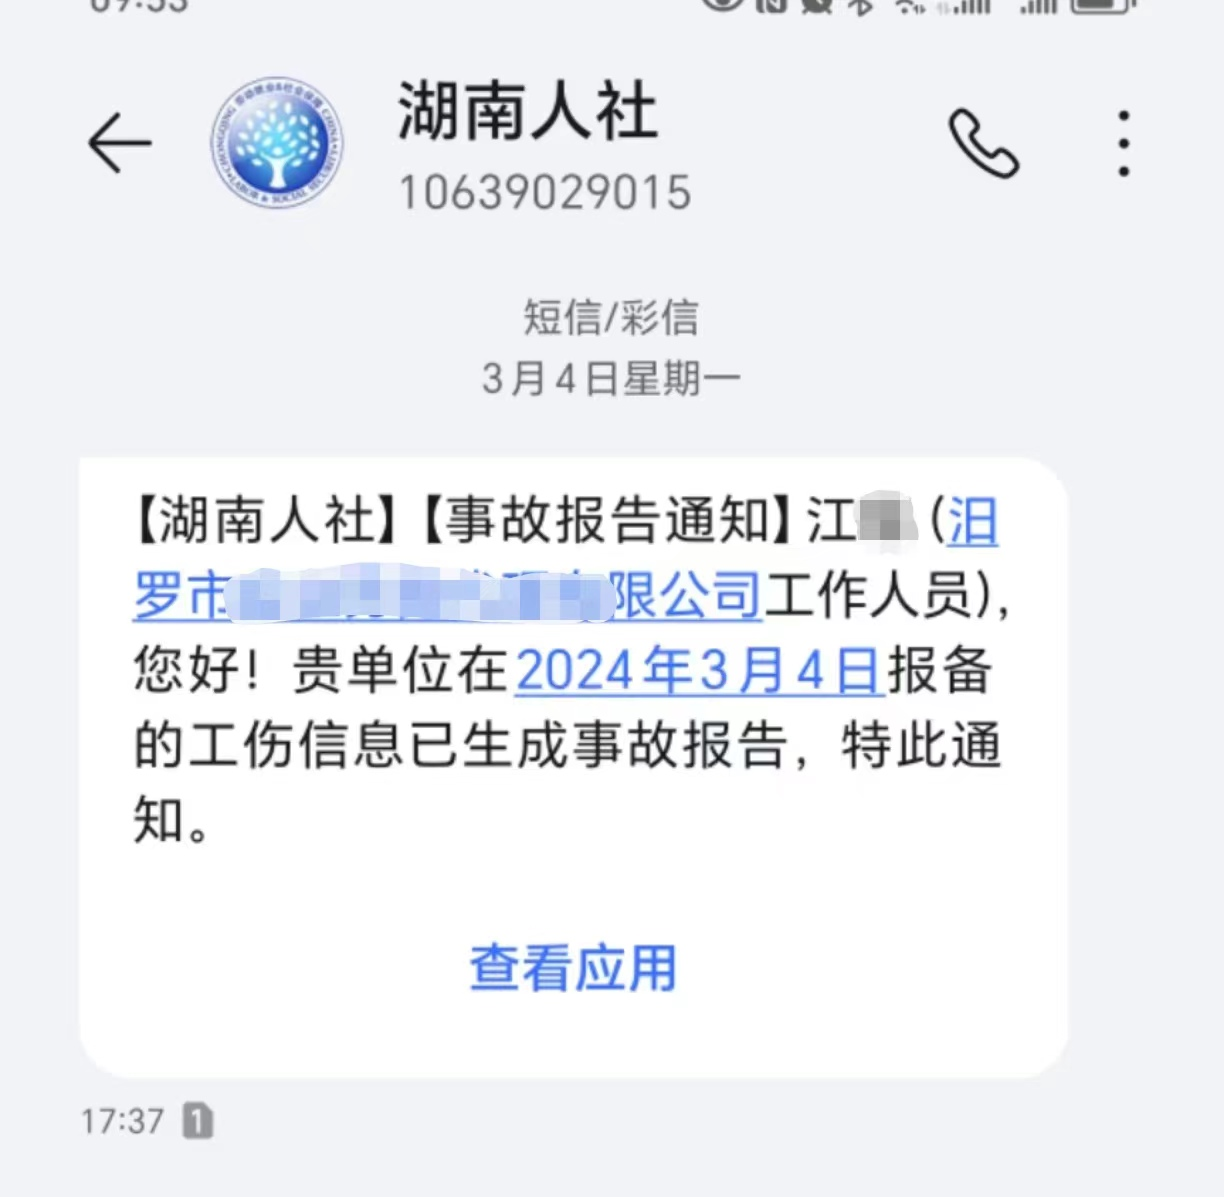 湖南人社
10639029015
短信/彩信
3月4日星期一
【湖南人社】【事故报告通知】江（汨
罗市限公司工作人员），
您好！贵单位在2024年3月4日报备
的工伤信息已生成事故报告，特此通
知。
查看应用
17:37 1